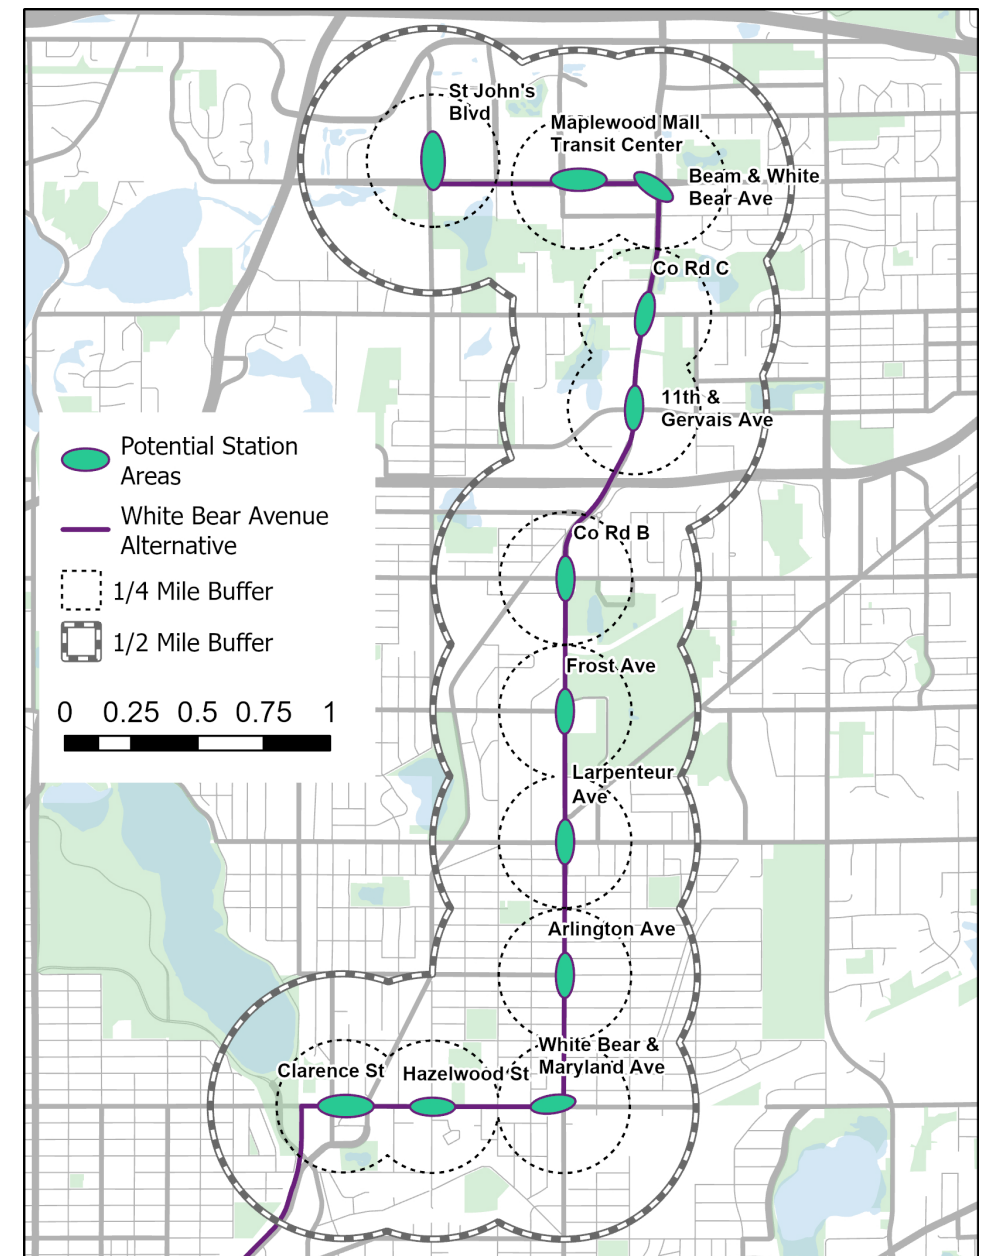 St John's
Blvd
Maplewood Mall
Transit Center
Beam & White
Bear Ave
Co Rd C
11th &
Gervais Ave
Potential Station
Areas
White Bear Avenue
Alternative
1/4 Mile Buffer
1/2 Mile Buffer
0 0.25 0.5 0.75 1
Co Rd B
Frost Ave
Larpenteur
Ave
Arlington Ave
White Bear &
Maryland Ave
Clarence St
Hazelwood St